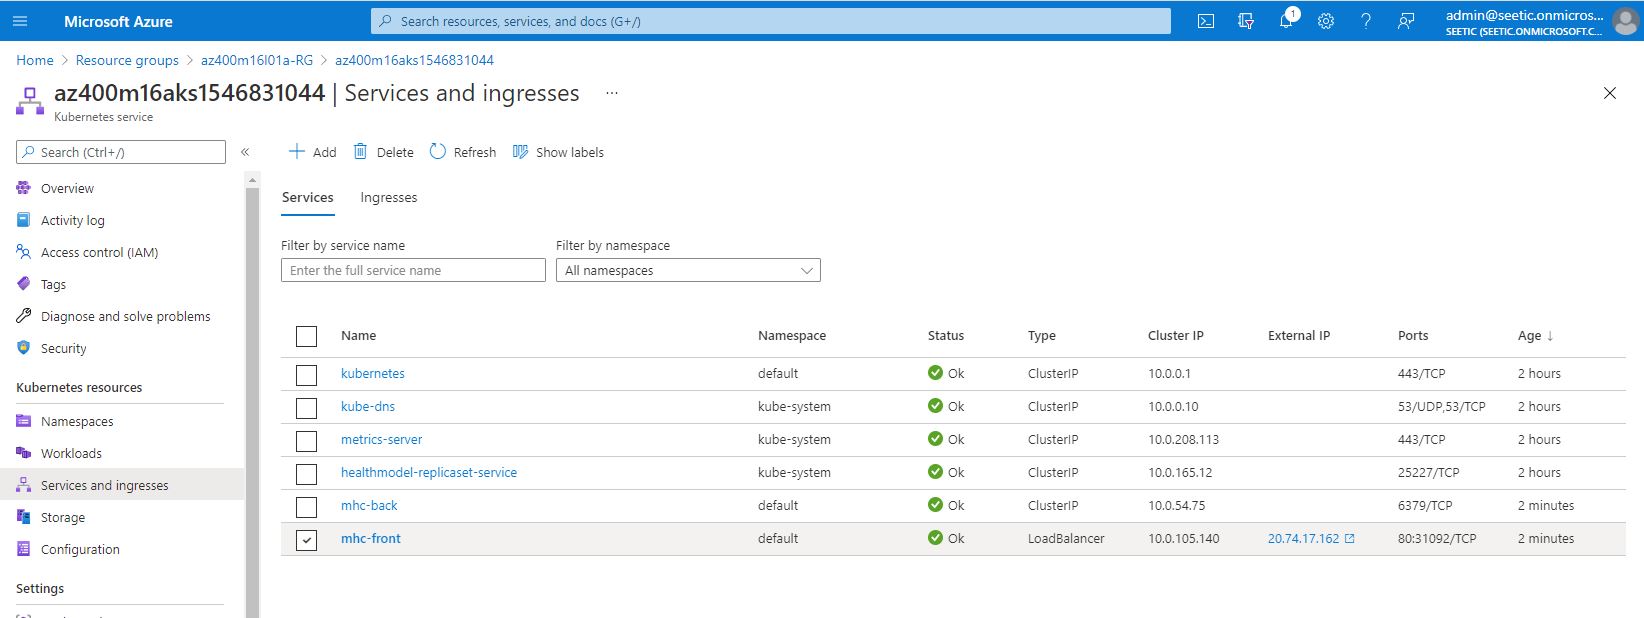 Microsoft Azure
Search resources, services, and docs (G+/)
1
admin@seetic.onmicros...
SEETIC (SEETIC.ONMICROSOFT.C...
Home > Resource groups > az400m16l01a-RG > az400m16aks1546831044
az400m16aks1546831044 | Services and ingresses ...
Kubernetes service
Search (Ctrl+/)
«
Add
Delete
Refresh
Show labels
Overview
Activity log
Access control (IAM)
Tags
Diagnose and solve problems
Security
Kubernetes resources
Namespaces
Workloads
Services and ingresses
Storage
Configuration
Settings
Services Ingresses
Filter by service name Filter by namespace
Enter the full service name All namespaces
Name Namespace Status Type Cluster IP External IP Ports Age ↓
kubernetes default Ok ClusterIP 10.0.0.1 443/TCP 2 hours
kube-dns kube-system Ok ClusterIP 10.0.0.10 53/UDP,53/TCP 2 hours
metrics-server kube-system Ok ClusterIP 10.0.208.113 443/TCP 2 hours
healthmodel-replicaset-service kube-system Ok ClusterIP 10.0.165.12 25227/TCP 2 hours
mhc-back default Ok ClusterIP 10.0.54.75 6379/TCP 2 minutes
mhc-front default Ok LoadBalancer 10.0.105.140 20.74.17.162 80:31092/TCP 2 minutes